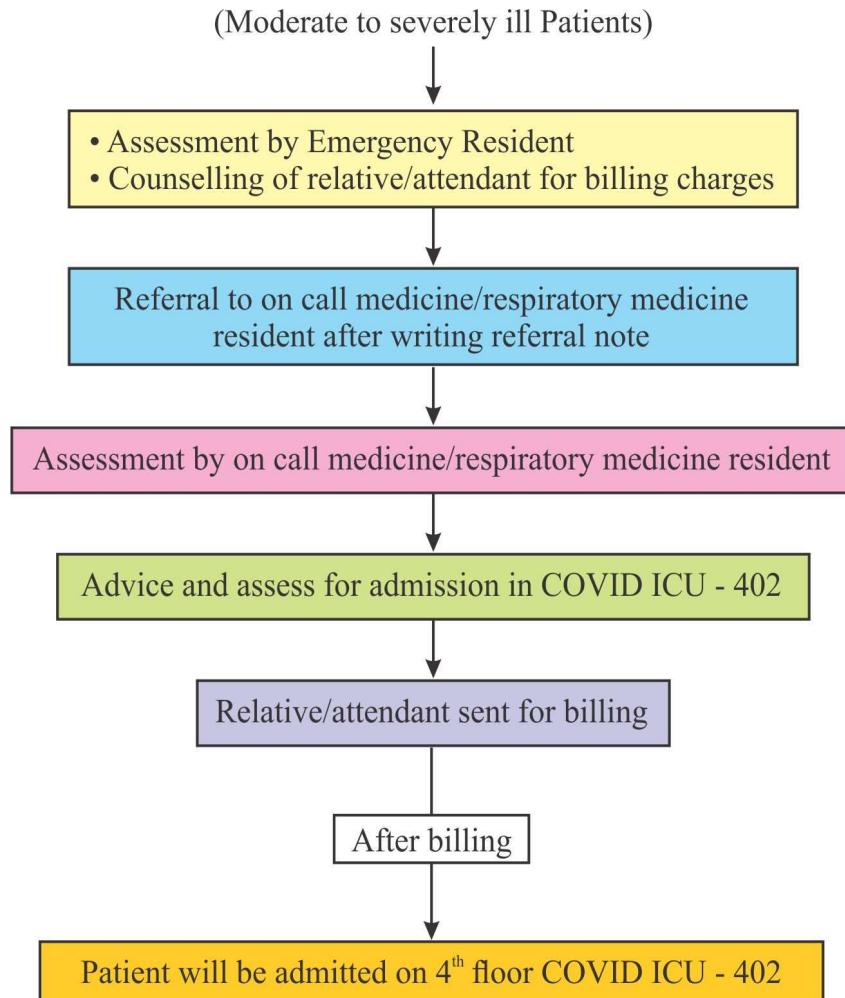 (Moderate to severely ill Patients)
• Assessment by Emergency Resident
• Counselling of relative/attendant for billing charges
Referral to on call medicine/respiratory medicine
resident after writing referral note
Assessment by on call medicine/respiratory medicine resident
Advice and assess for admission in COVID ICU - 402
Relative/attendant sent for billing
After billing
Patient will be admitted on 4th floor COVID ICU - 402